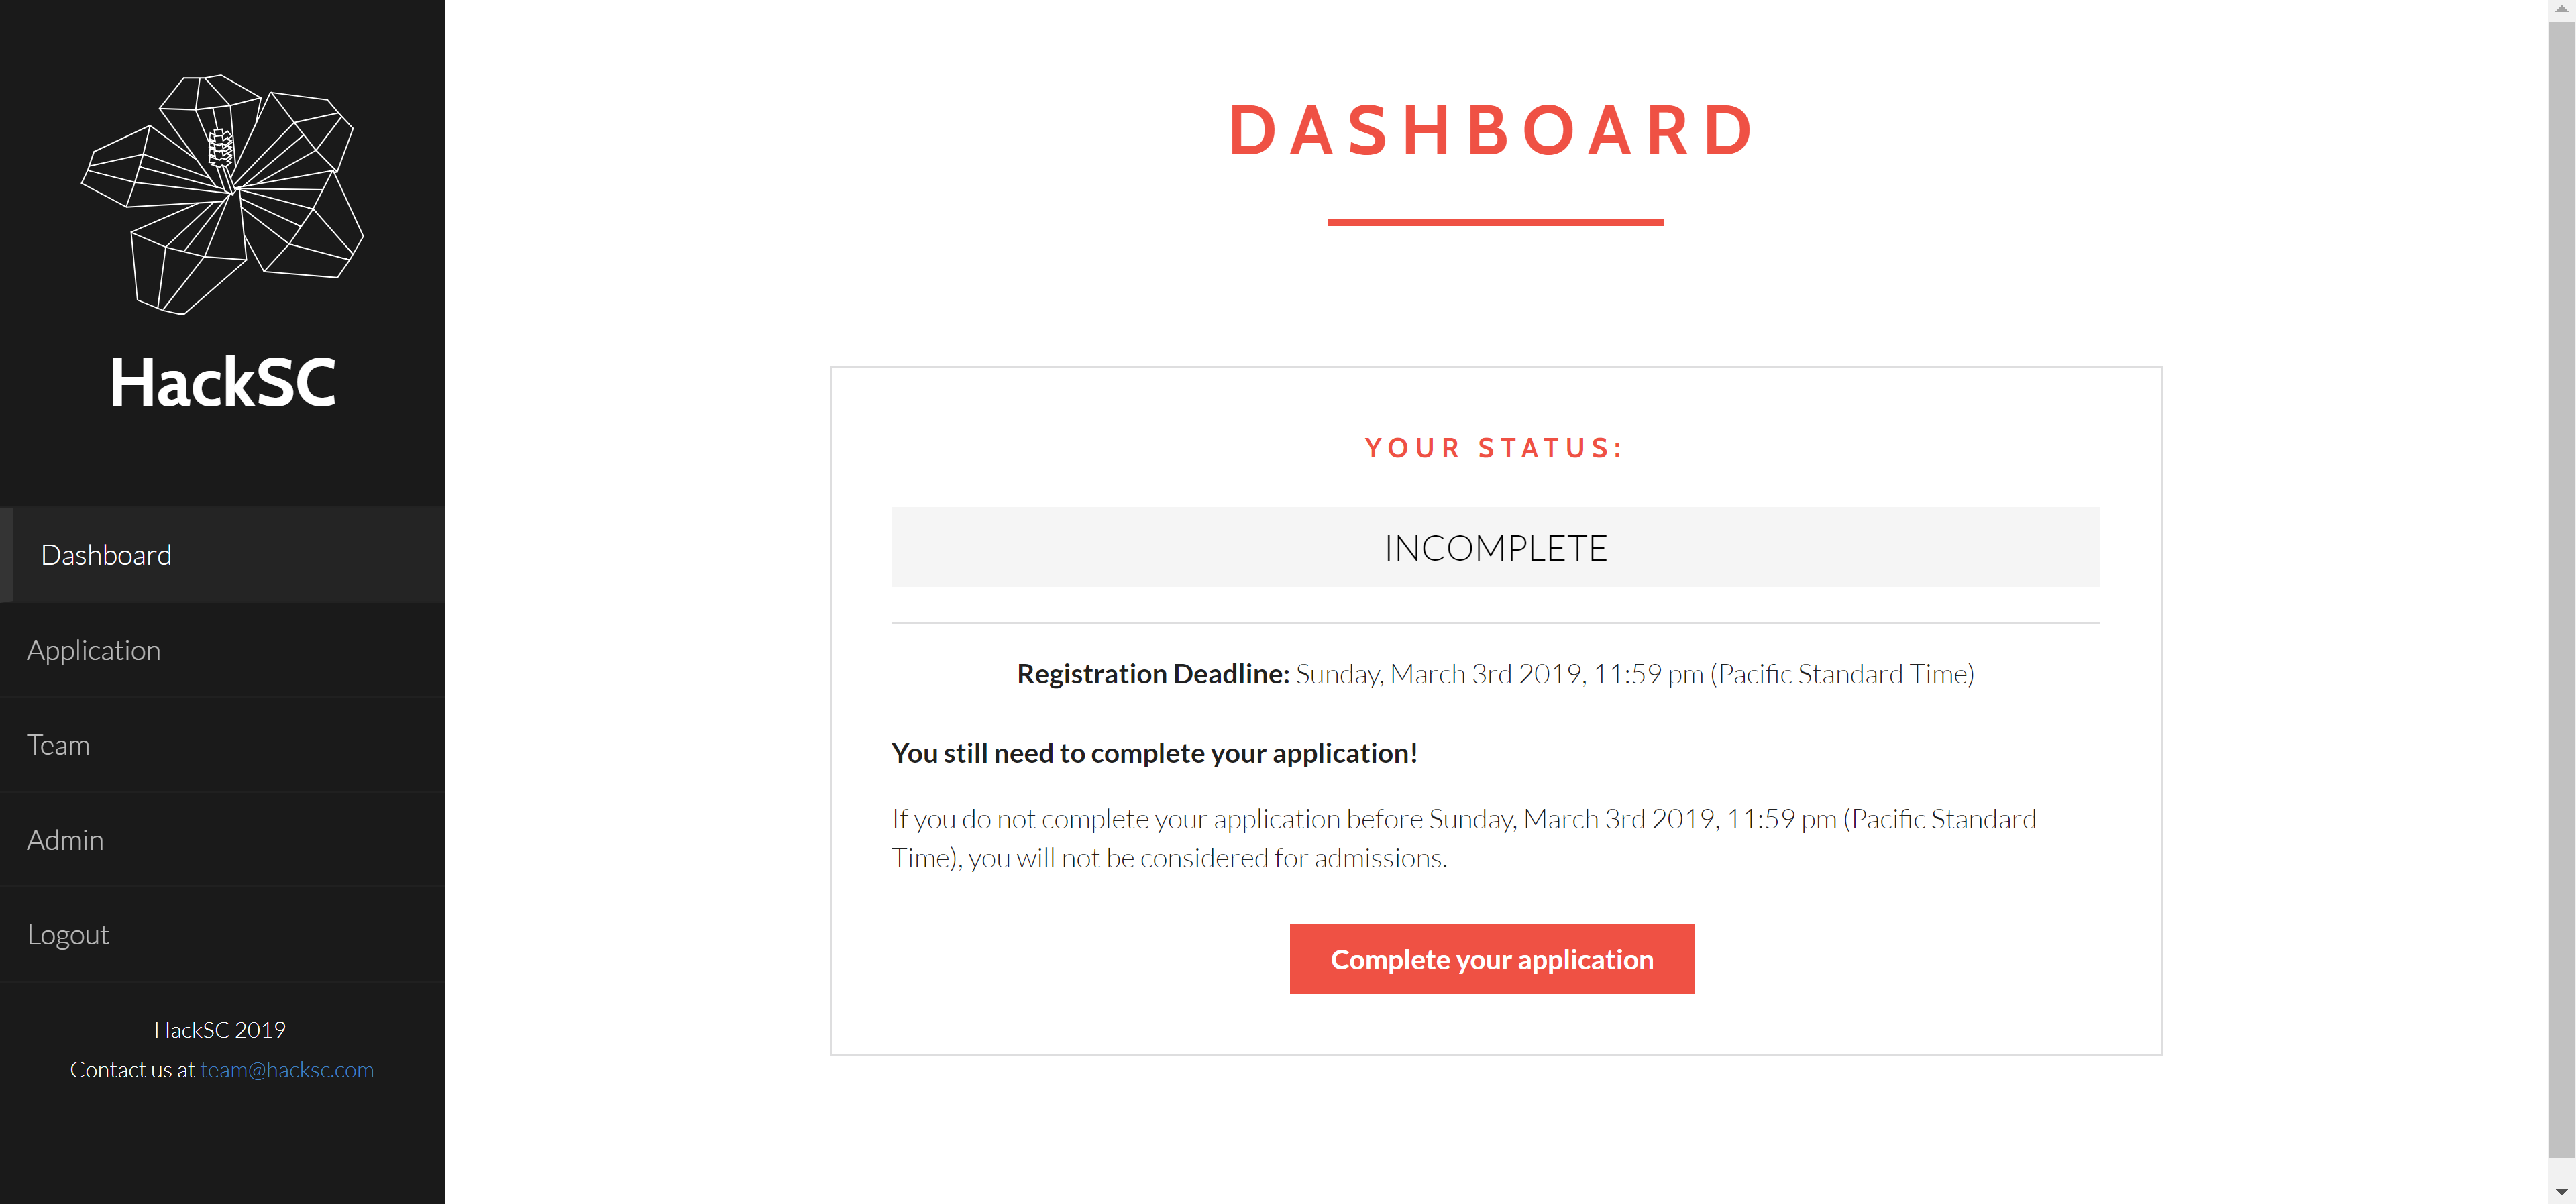 HackSC
Dashboard
Application
Team
Admin
Logout
HackSC 2019
Contact us at team@hacksc.com
DASHBOARD
YOUR STATUS:
INCOMPLETE
Registration Deadline: Sunday, March 3rd 2019, 11:59 pm (Pacific Standard Time)
You still need to complete your application!
If you do not complete your application before Sunday, March 3rd 2019, 11:59 pm (Pacific Standard
Time), you will not be considered for admissions.
Complete your application